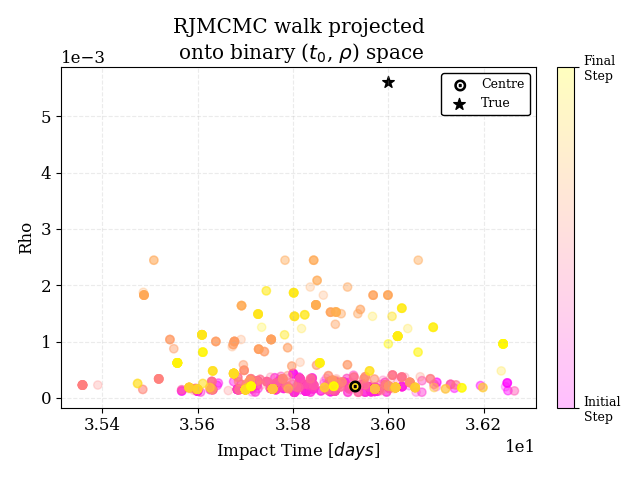 RJMCMC walk projected
onto binary (t₀, ρ) space
1e−3
Centre
True
Final
Step
5
4
3
2
1
0
Rho
3.54
3.56
3.58
3.60
3.62
1e1
Impact Time [days]
Initial
Step